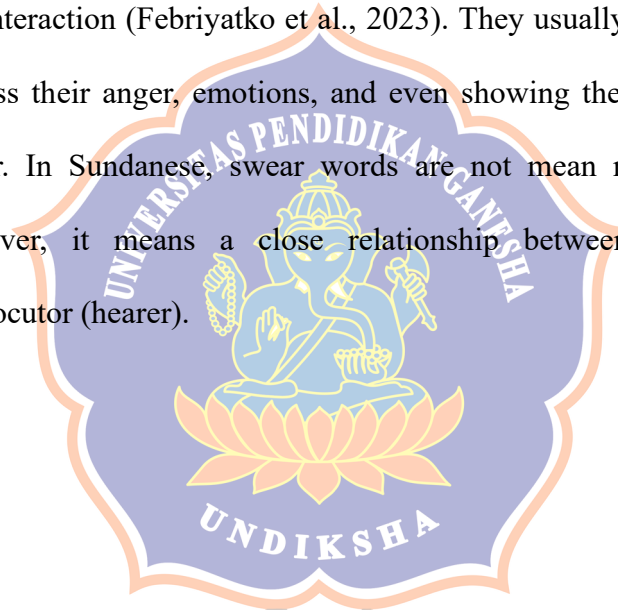 nteraction (Febriyatko et al., 2023). They usually
ss their anger, emotions, and even showing the
r. In Sundanese, swear words are not mean r
ver, it means a close relationship between
ocutor (hearer).
UNIVERSITAS PENDIDIKAN GANESHA
UNDIKSHA